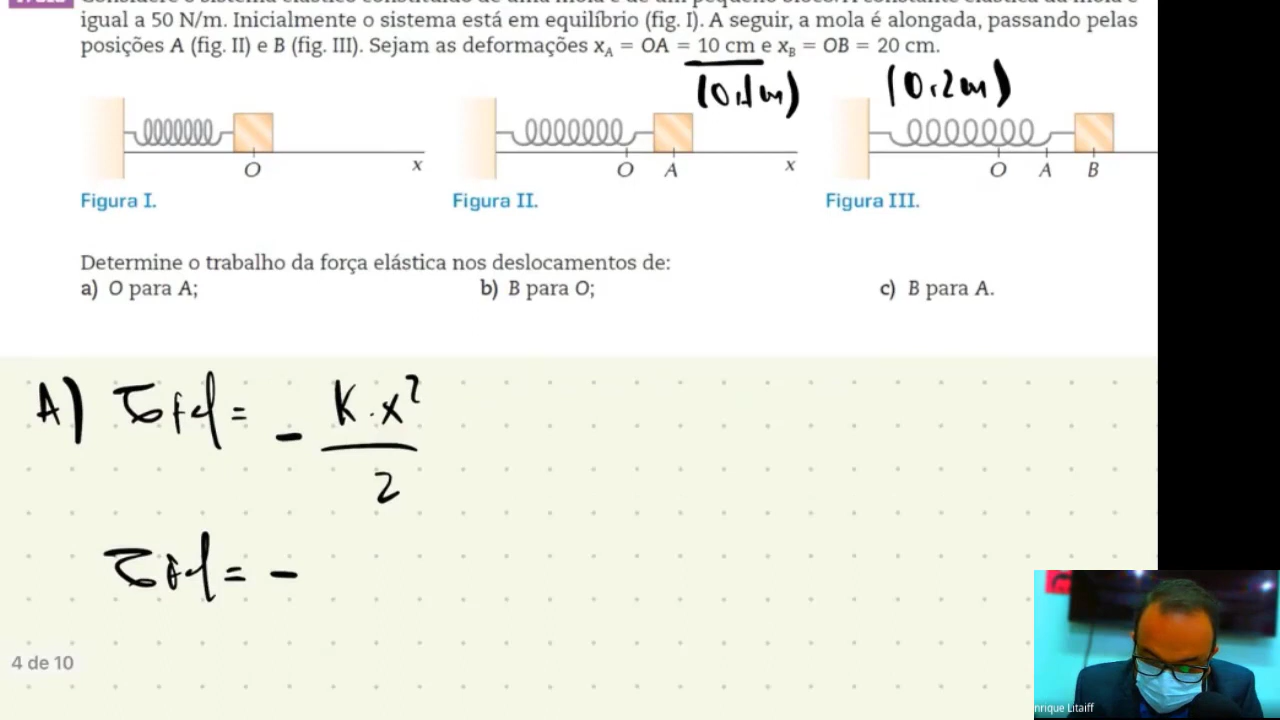 igual a 50 N/m. Inicialmente o sistema está em equilíbrio (fig. I). A seguir, a mola é alongada, passando pelas
posições A (fig. II) e B (fig. III). Sejam as deformações xA = OA = 10 cm e xB = OB = 20 cm.
(0,1m) (0,2m)
O x O A x O A B
Figura I. Figura II. Figura III.
Determine o trabalho da força elástica nos deslocamentos de:
a) O para A; b) B para O; c) B para A.
A) τFel = - K.x²
2
τFel = -
4 de 10
nrique Litaiff